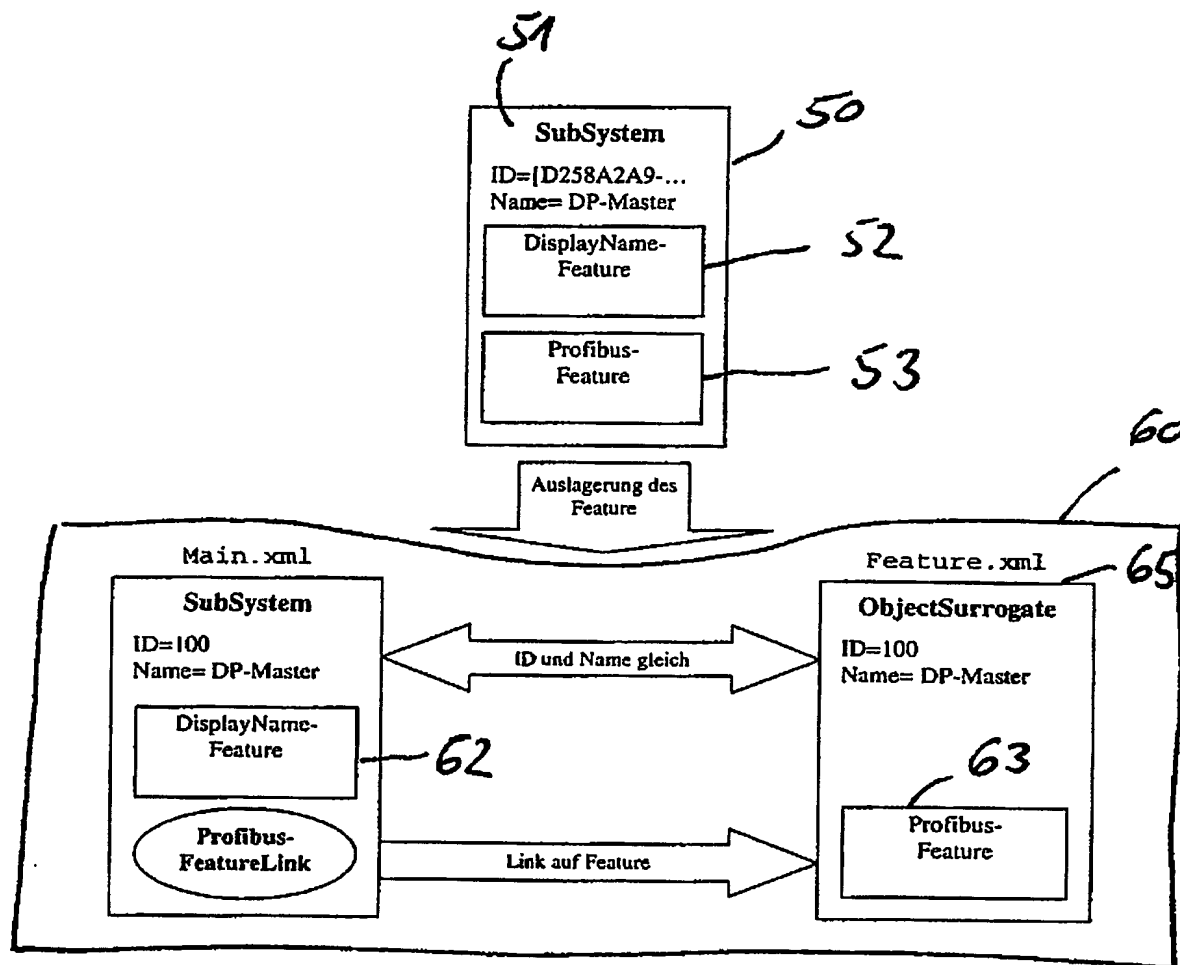 51
50
SubSystem
ID=[D258A2A9-...
Name= DP-Master
DisplayName-
Feature
52
Profibus-
Feature
53
60
Auslagerung des
Feature
Main.xml
SubSystem
ID=100
Name= DP-Master
DisplayName-
Feature
62
Profibus-
FeatureLink
ID und Name gleich
Link auf Feature
Feature.xml
65
ObjectSurrogate
ID=100
Name= DP-Master
63
Profibus-
Feature